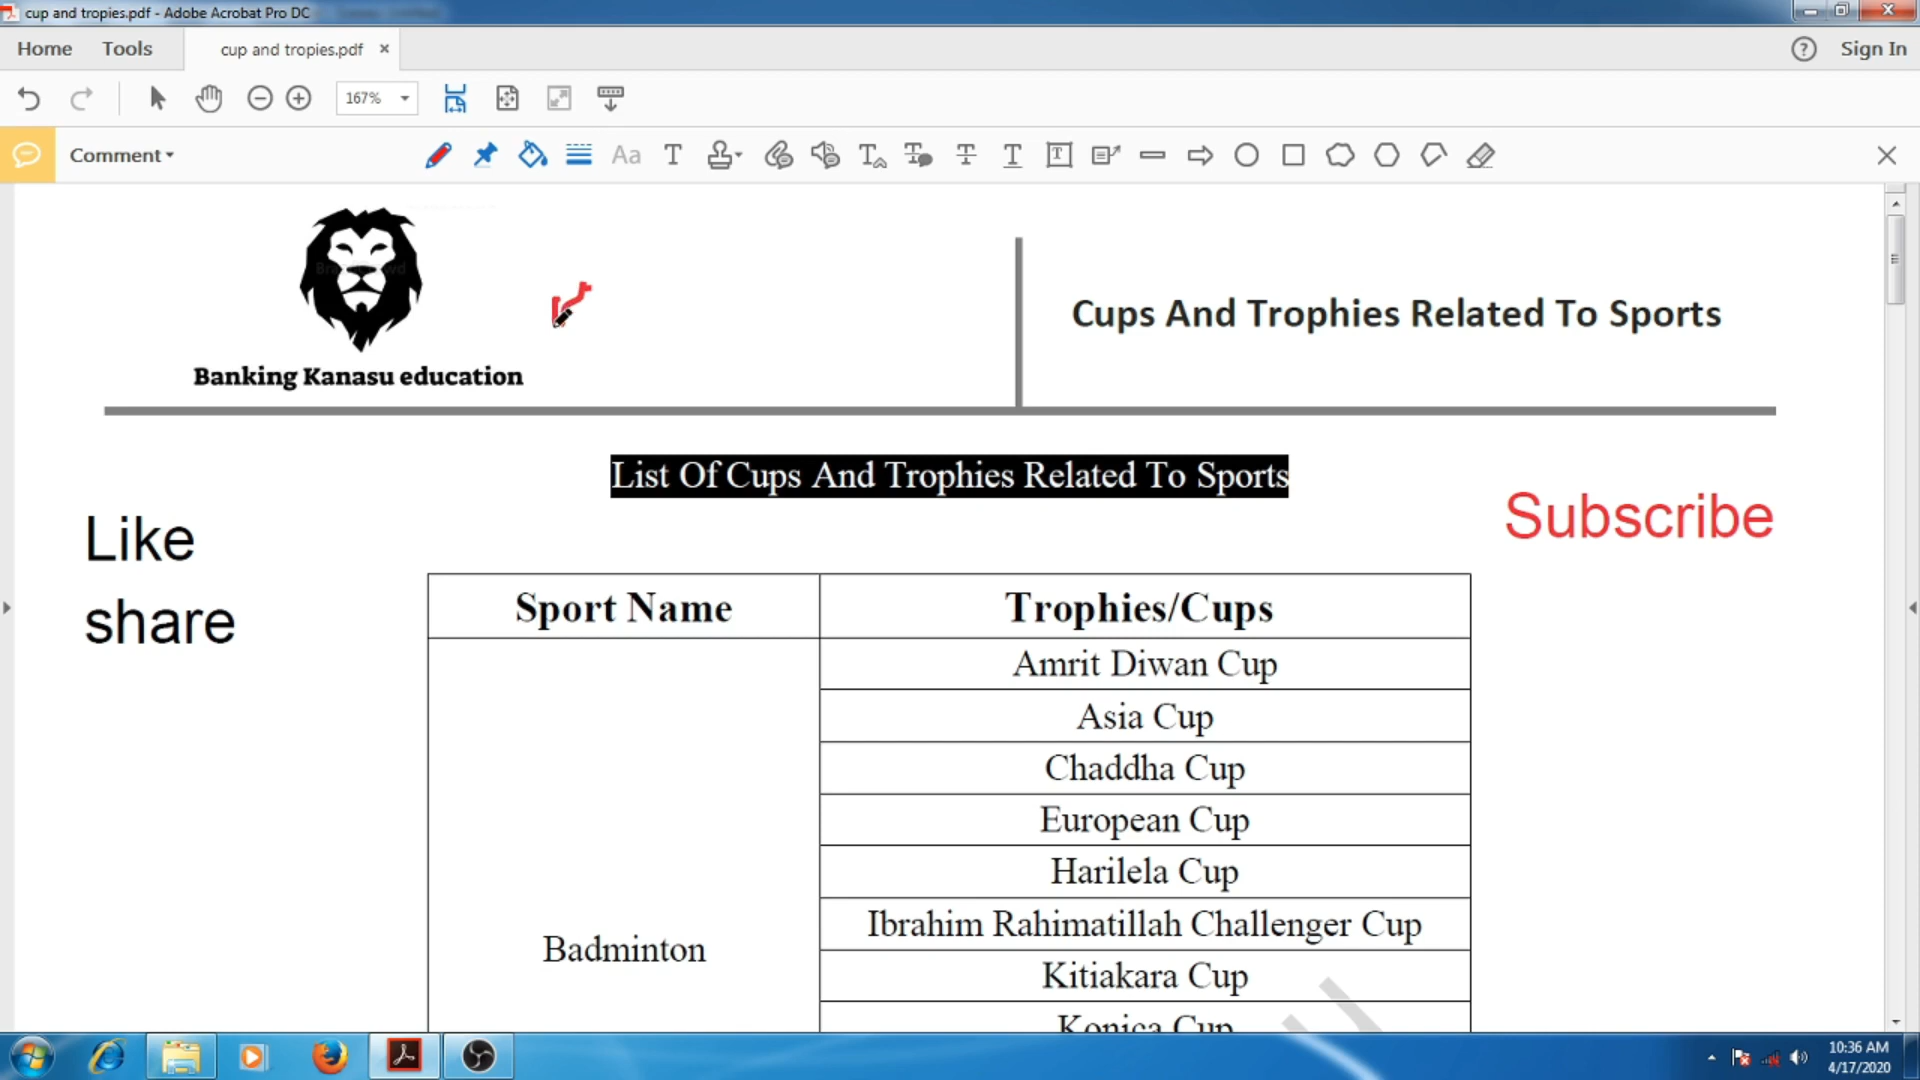 cup and tropies.pdf - Adobe Acrobat Pro DC
Home Tools cup and tropies.pdf × Sign In
167%
Comment
Cups And Trophies Related To Sports
Banking Kanasu education
List Of Cups And Trophies Related To Sports
Like
share
Subscribe
Sport Name Trophies/Cups
Amrit Diwan Cup
Asia Cup
Chaddha Cup
European Cup
Harilela Cup
Ibrahim Rahimatillah Challenger Cup
Badminton
Kitiakara Cup
Konica Cup
10:36 AM
4/17/2020